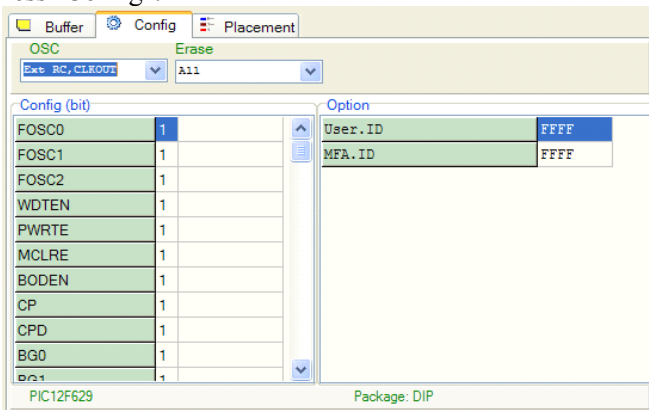 Buffer Config Placement
OSC Erase
Ext RC,CLKOUT All
Config (bit) Option
FOSC0 1 User.ID FFFF
FOSC1 1 MFA.ID FFFF
FOSC2 1
WDTEN 1
PWRTE 1
MCLRE 1
BODEN 1
CP 1
CPD 1
BG0 1
BG1 1
PIC12F629 Package: DIP